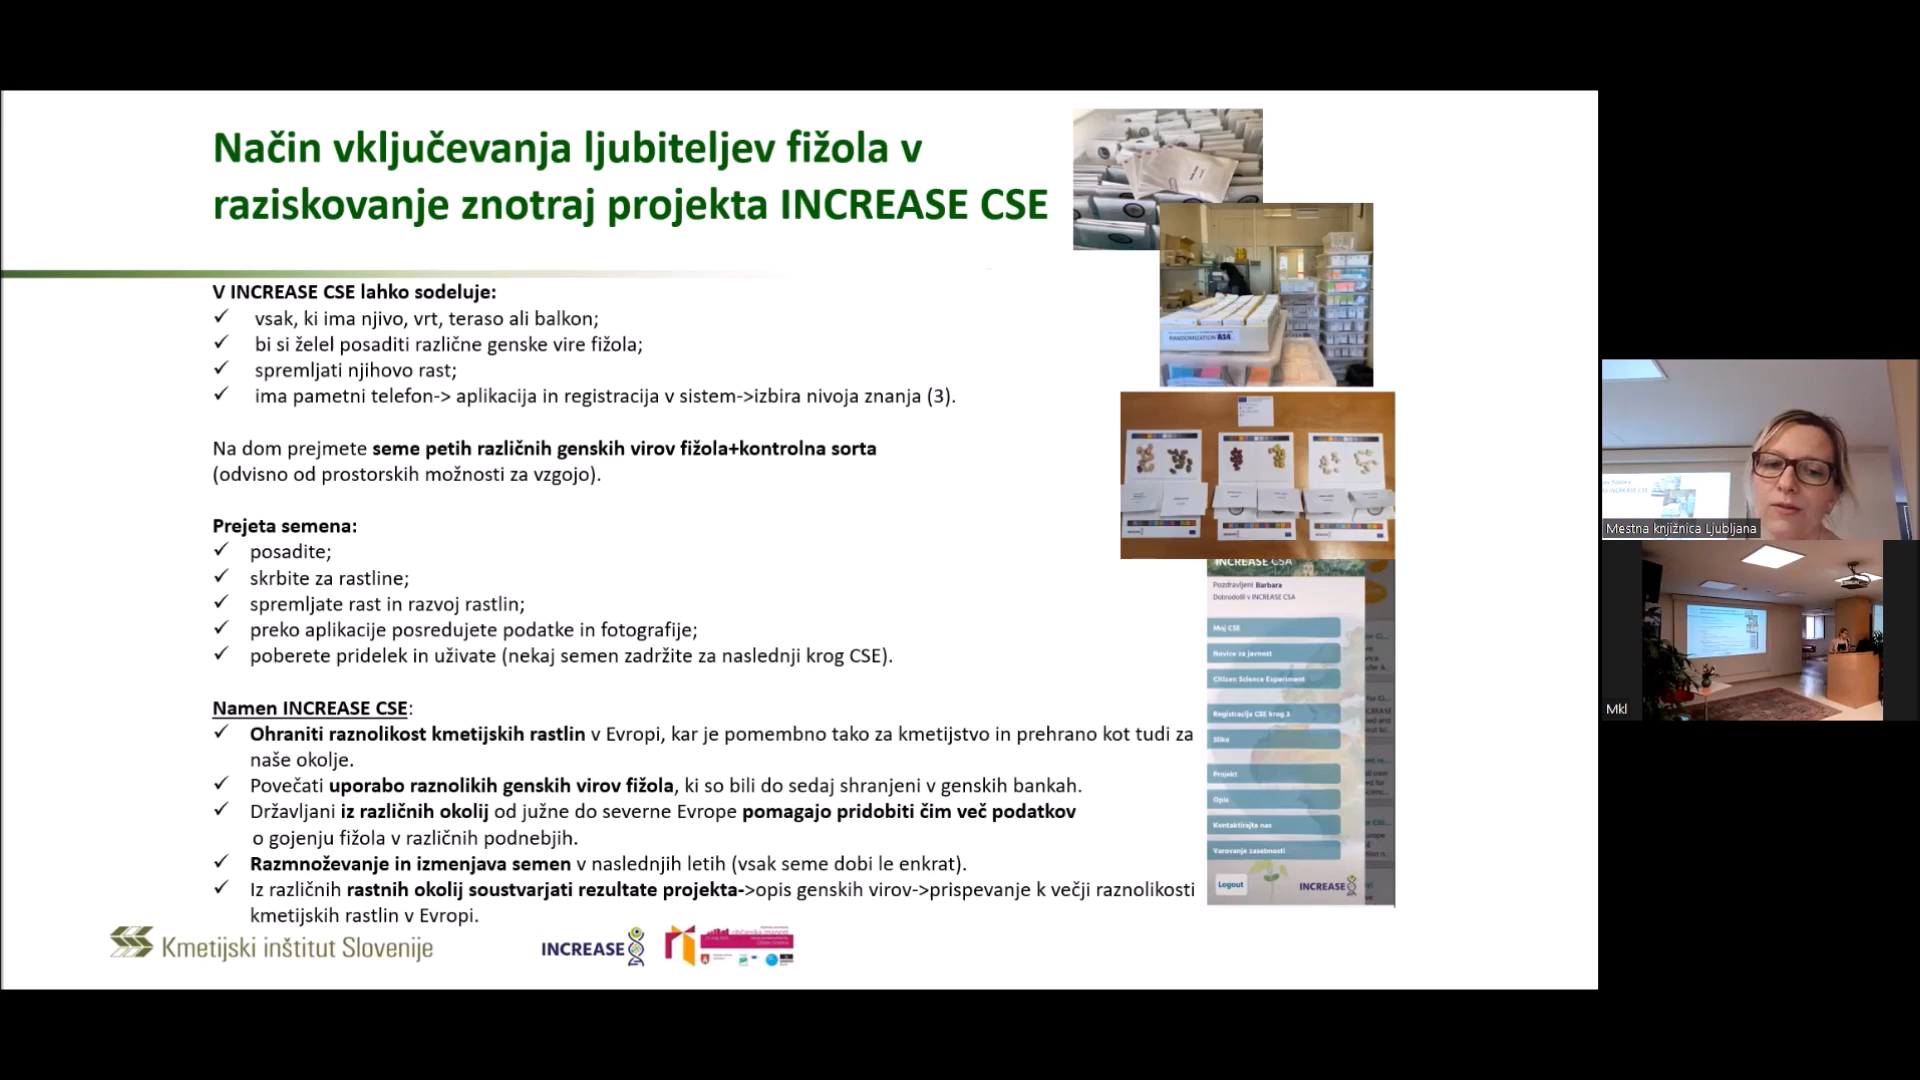 Način vključevanja ljubiteljev fižola v
raziskovanje znotraj projekta INCREASE CSE
V INCREASE CSE lahko sodeluje:
✓ vsak, ki ima njivo, vrt, teraso ali balkon;
✓ bi si želel posaditi različne genske vire fižola;
✓ spremljati njihovo rast;
✓ ima pametni telefon-> aplikacija in registracija v sistem->izbira nivoja znanja (3).
Na dom prejmete seme petih različnih genskih virov fižola+kontrolna sorta
(odvisno od prostorskih možnosti za vzgojo).
Prejeta semena:
✓ posadite;
✓ skrbite za rastline;
✓ spremljate rast in razvoj rastlin;
✓ preko aplikacije posredujete podatke in fotografije;
✓ poberete pridelek in uživate (nekaj semen zadržite za naslednji krog CSE).
Namen INCREASE CSE:
✓ Ohraniti raznolikost kmetijskih rastlin v Evropi, kar je pomembno tako za kmetijstvo in prehrano kot tudi za
naše okolje.
✓ Povečati uporabo raznolikih genskih virov fižola, ki so bili do sedaj shranjeni v genskih bankah.
✓ Državljani iz različnih okolij od južne do severne Evrope pomagajo pridobiti čim več podatkov
o gojenju fižola v različnih podnebjih.
✓ Razmnoževanje in izmenjava semen v naslednjih letih (vsak seme dobi le enkrat).
✓ Iz različnih rastnih okolij soustvarjati rezultate projekta->opis genskih virov->prispevanje k večji raznolikosti
kmetijskih rastlin v Evropi.
Kmetijski inštitut Slovenije
INCREASE
RANDOMIZATION
INCREASE CSA
Pozdravljeni Barbara
Dobrodošli v INCREASE CSA
Moj CSE
Novice za javnost
Citizen Science Experiment
Registracija CSE krog 3
Slika
Projekt
Opis
Kontaktirajte nas
Varovanje zasebnosti
Logout
INCREASE
Mestna knjižnica Ljubljana
Mkl